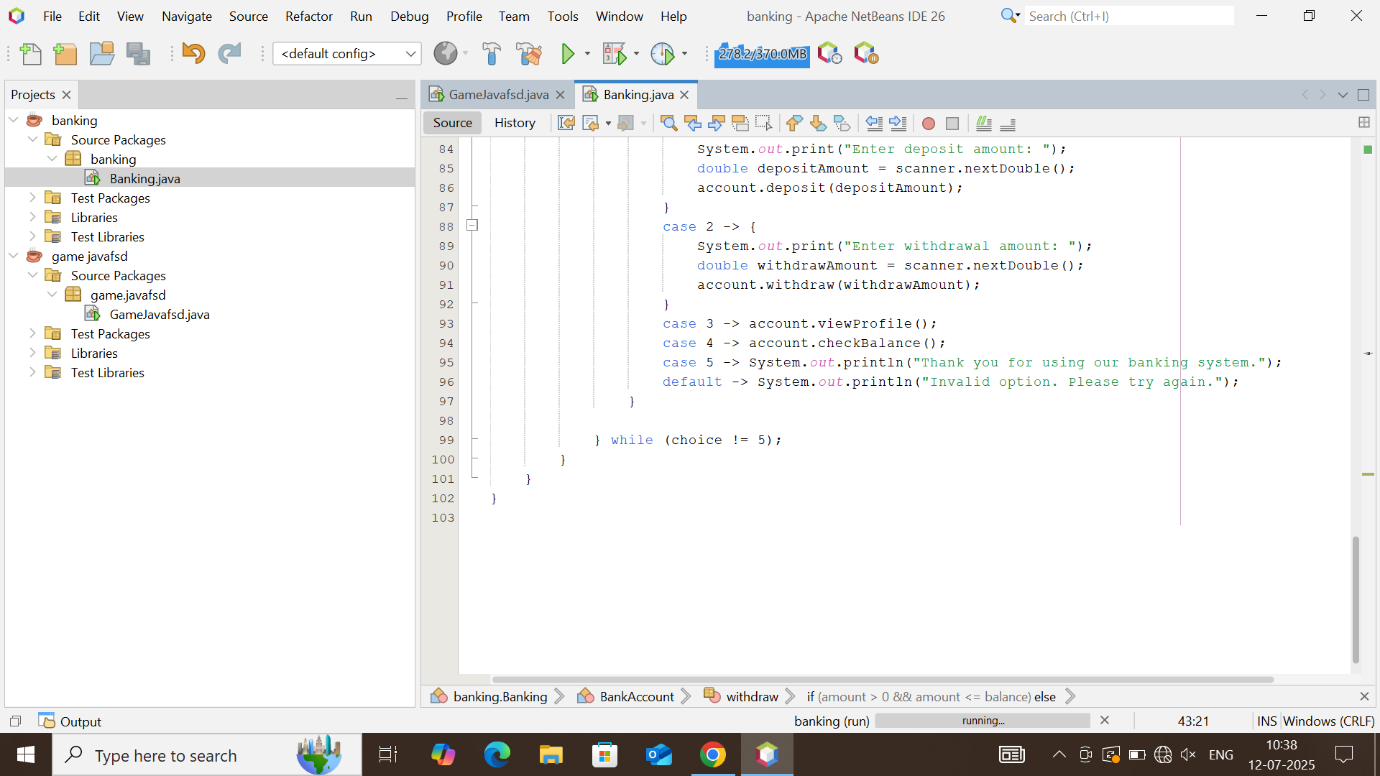 File Edit View Navigate Source Refactor Run Debug Profile Team Tools Window Help banking - Apache NetBeans IDE 26 Search (Ctrl+I)
<default config> 278.2/370.0MB
Projects
GameJavafsd.java Banking.java
Source History
banking
Source Packages
banking
Banking.java
Test Packages
Libraries
Test Libraries
game javafsd
Source Packages
game.javafsd
GameJavafsd.java
Test Packages
Libraries
Test Libraries
84 System.out.print("Enter deposit amount: ");
85 double depositAmount = scanner.nextDouble();
86 account.deposit(depositAmount);
87 }
88 case 2 -> {
89 System.out.print("Enter withdrawal amount: ");
90 double withdrawAmount = scanner.nextDouble();
91 account.withdraw(withdrawAmount);
92 }
93 case 3 -> account.viewProfile();
94 case 4 -> account.checkBalance();
95 case 5 -> System.out.println("Thank you for using our banking system.");
96 default -> System.out.println("Invalid option. Please try again.");
97 }
98
99 } while (choice != 5);
100 }
101 }
102 }
103
banking.Banking BankAccount withdraw if (amount > 0 && amount <= balance) else
Output banking (run) running... 43:21 INS Windows (CRLF)
Type here to search ENG 10:38
12-07-2025